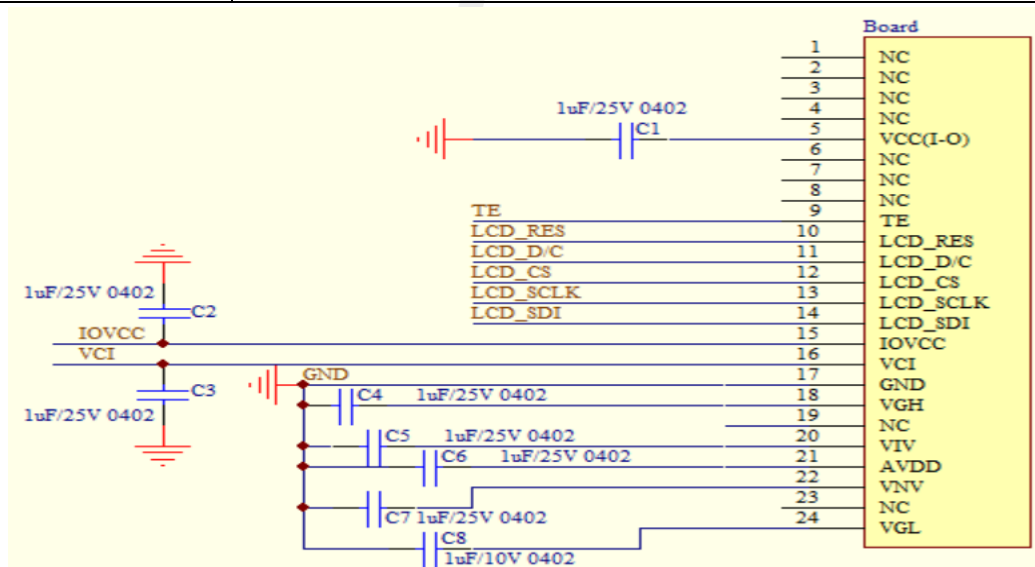 Board
1 NC
2 NC
3 NC
1uF/25V 0402 4 NC
C1 5 VCC(I-O)
6 NC
7 NC
8 NC
TE 9 TE
LCD_RES 10 LCD_RES
LCD_D/C 11 LCD_D/C
LCD_CS 12 LCD_CS
1uF/25V 0402 LCD_SCLK 13 LCD_SCLK
C2 LCD_SDI 14 LCD_SDI
IOVCC 15 IOVCC
VCI 16 VCI
GND 17 GND
C3 C4 1uF/25V 0402 18 VGH
1uF/25V 0402 19 NC
C5 1uF/25V 0402 20 VIV
C6 1uF/25V 0402 21 AVDD
22 VNV
23 NC
C7 1uF/25V 0402 24 VGL
C8
1uF/10V 0402